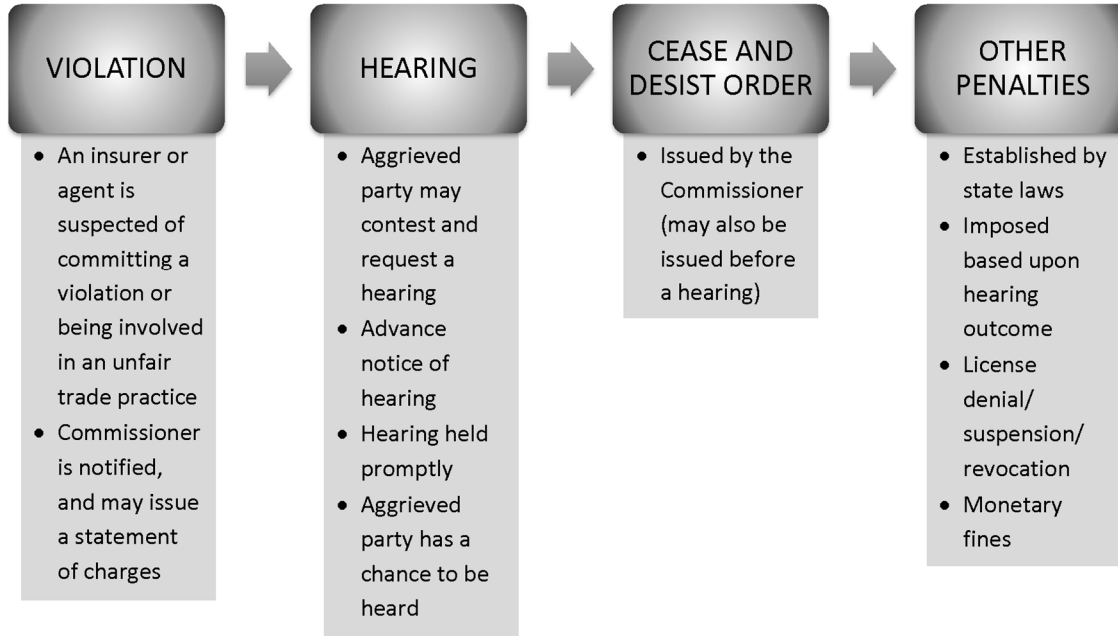 VIOLATION
• An insurer or
agent is
suspected of
committing a
violation or
being involved
in an unfair
trade practice
• Commissioner
is notified,
and may issue
a statement
of charges
HEARING
• Aggrieved
party may
contest and
request a
hearing
• Advance
notice of
hearing
• Hearing held
promptly
• Aggrieved
party has a
chance to be
heard
CEASE AND
DESIST ORDER
• Issued by the
Commissioner
(may also be
issued before
a hearing)
OTHER
PENALTIES
• Established by
state laws
• Imposed
based upon
hearing
outcome
• License
denial/
suspension/
revocation
• Monetary
fines